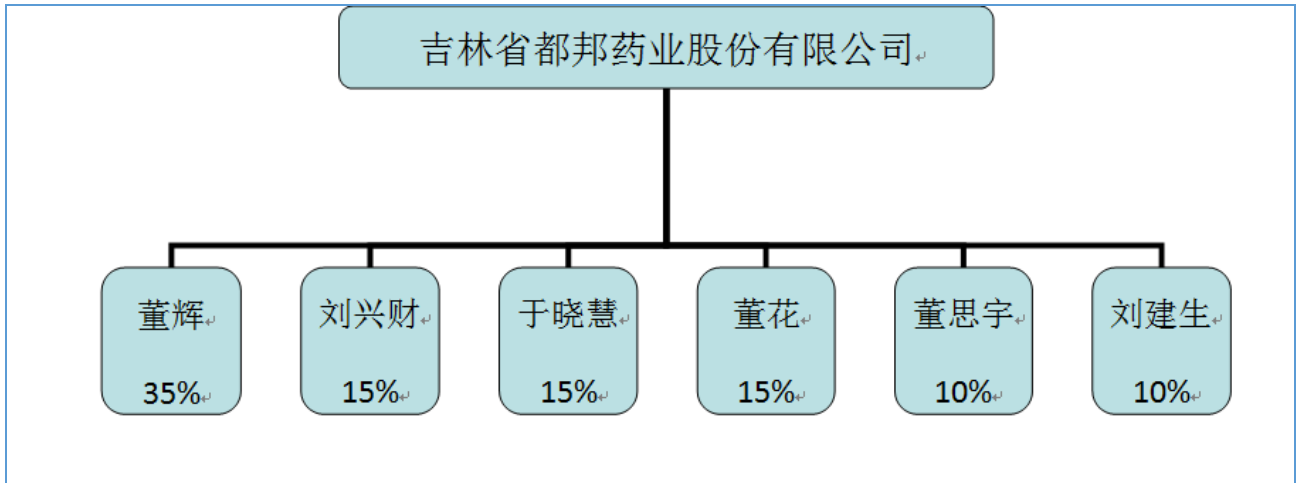 吉林省都邦药业股份有限公司
董辉
35%
刘兴财
15%
于晓慧
15%
董花
15%
董思宇
10%
刘建生
10%